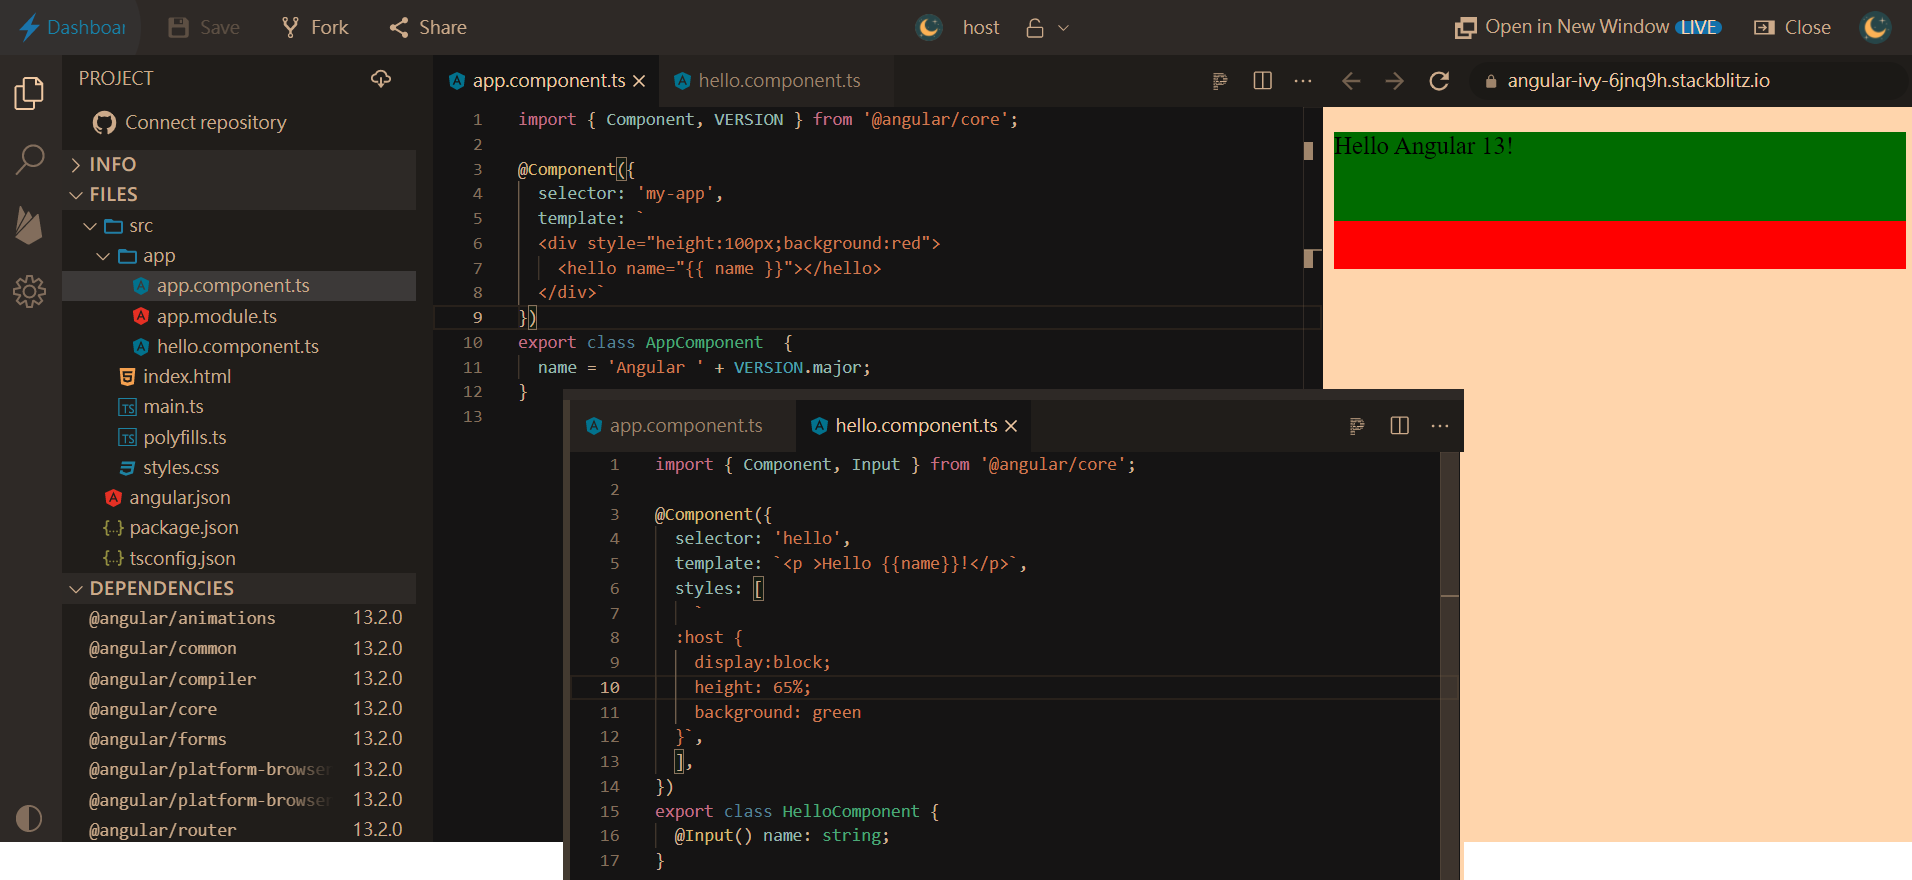 Dashboar
Save
Fork
Share
host
Open in New Window LIVE
Close
PROJECT
Connect repository
INFO
FILES
src
app
app.component.ts
app.module.ts
hello.component.ts
index.html
main.ts
polyfills.ts
styles.css
angular.json
package.json
tsconfig.json
DEPENDENCIES
@angular/animations 13.2.0
@angular/common 13.2.0
@angular/compiler 13.2.0
@angular/core 13.2.0
@angular/forms 13.2.0
@angular/platform-browser 13.2.0
@angular/platform-browser 13.2.0
@angular/router 13.2.0
app.component.ts
hello.component.ts
1 import { Component, VERSION } from '@angular/core';
2
3 @Component({
4 selector: 'my-app',
5 template: `
6 <div style="height:100px;background:red">
7 <hello name="{{ name }}"></hello>
8 </div>`
9 })
10 export class AppComponent {
11 name = 'Angular ' + VERSION.major;
12 }
13
angular-ivy-6jnq9h.stackblitz.io
Hello Angular 13!
app.component.ts
hello.component.ts
1 import { Component, Input } from '@angular/core';
2
3 @Component({
4 selector: 'hello',
5 template: `<p >Hello {{name}}!</p>`,
6 styles: [
7 `
8 :host {
9 display:block;
10 height: 65%;
11 background: green
12 }`,
13 ],
14 })
15 export class HelloComponent {
16 @Input() name: string;
17 }